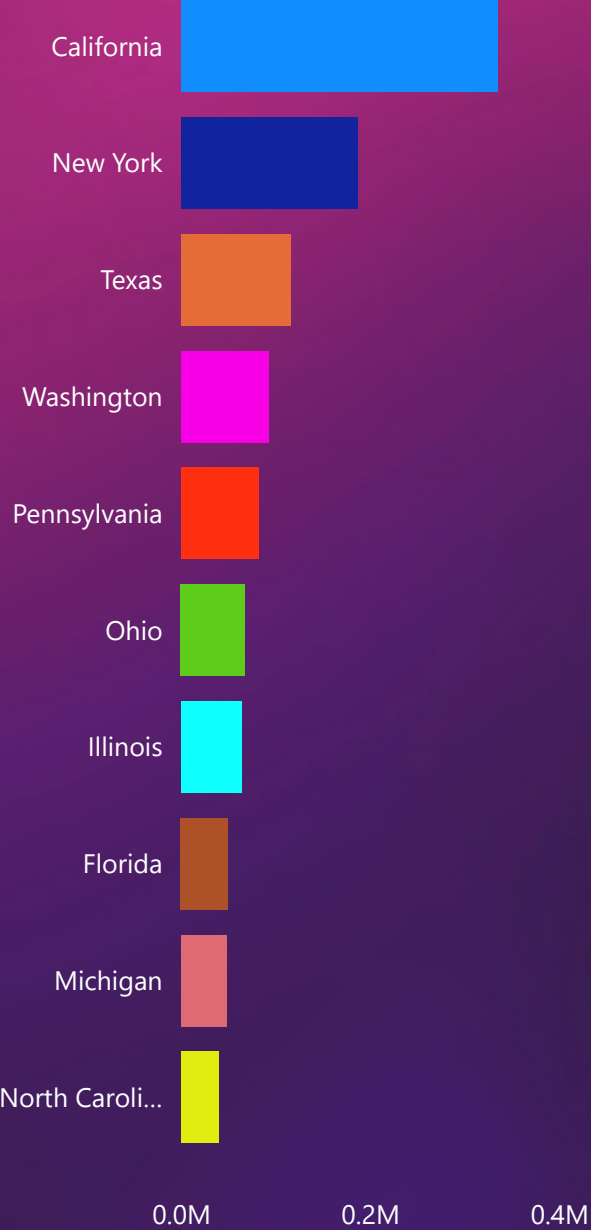 California
New York
Texas
Washington
Pennsylvania
Ohio
Illinois
Florida
Michigan
North Caroli...
0.0M 0.2M 0.4M